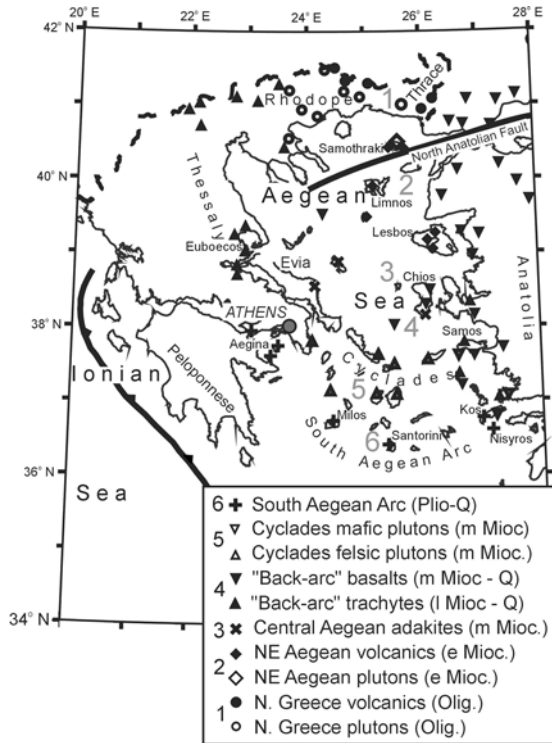 20° E
22° E
24° E
26° E
28° E
42° N
40° N
38° N
36° N
34° N
Rhodope
1
Thrace
Samothraki
North Anatolian Fault
Thessaly
Aegean
2
Limnos
Lesbos
Euboecos
Evia
3
Chios
Anatolia
Sea
4
ATHENS
Samos
Aegina
Cyclades
Ionian
Peloponnese
5
Milos
Kos
Nisyros
Santorini
6
South Aegean Arc
Sea
6 South Aegean Arc (Plio-Q)
5 Cyclades mafic plutons (m Mioc)
Cyclades felsic plutons (m Mioc.)
4 "Back-arc" basalts (m Mioc - Q)
"Back-arc" trachytes (l Mioc - Q)
3 Central Aegean adakites (m Mioc.)
2 NE Aegean volcanics (e Mioc.)
NE Aegean plutons (e Mioc.)
1 N. Greece volcanics (Olig.)
N. Greece plutons (Olig.)